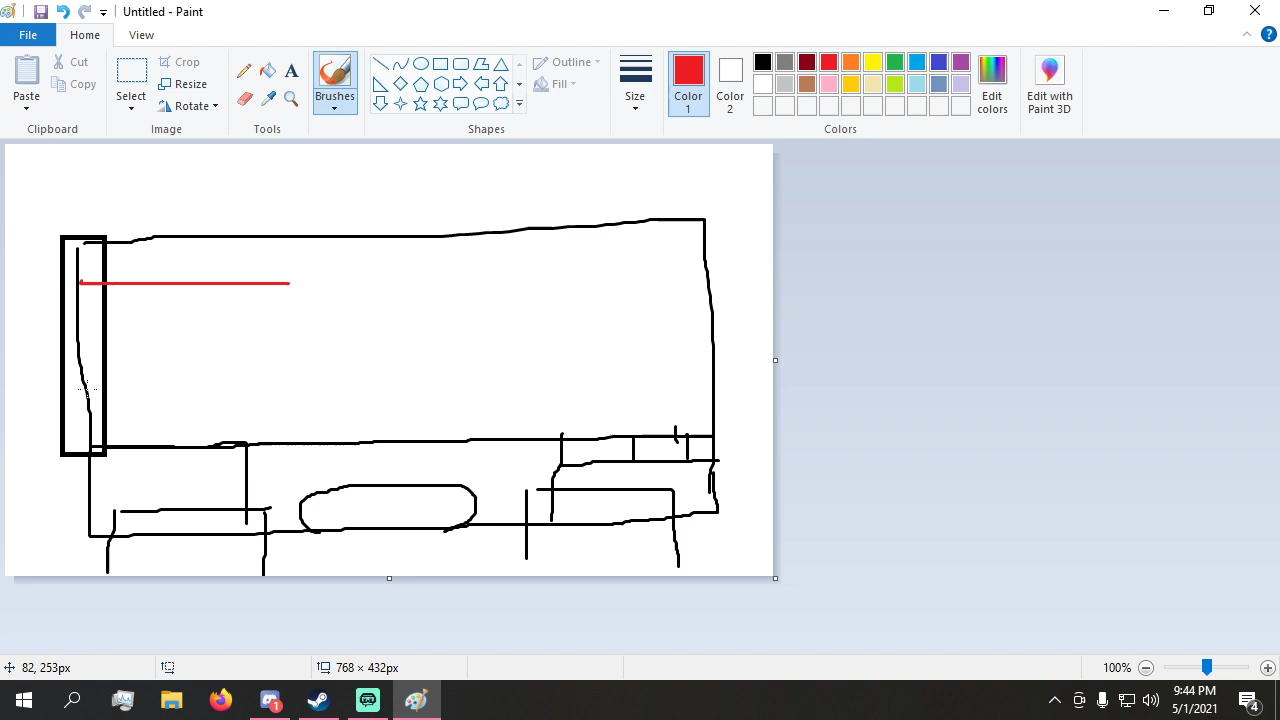 Untitled - Paint
File Home View
Paste Cut Copy
Clipboard
Select Crop Resize Rotate
Image
A
Tools
Brushes
Shapes
Outline Fill
Size
Color 1
Color 2
Edit colors
Colors
Edit with Paint 3D
?
82, 253px
768 × 432px
100%
1
9:44 PM
5/1/2021
4